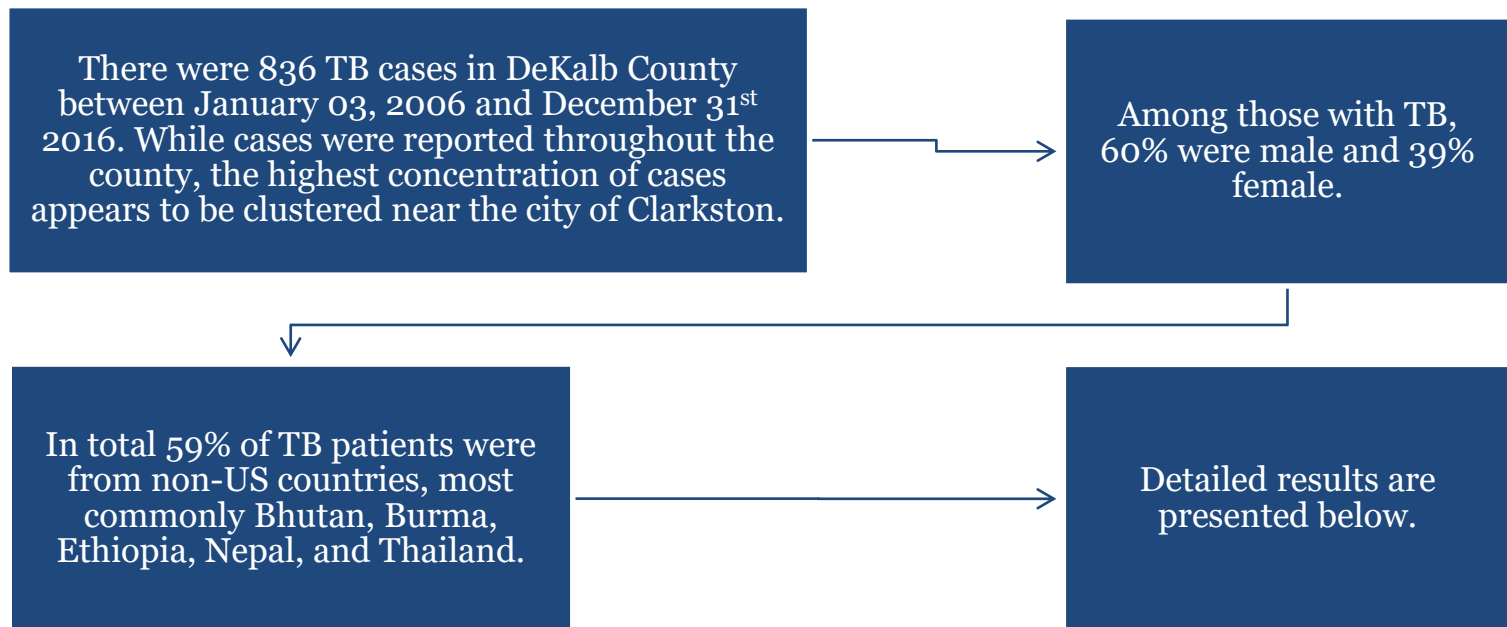 There were 836 TB cases in DeKalb County
between January 03, 2006 and December 31st
2016. While cases were reported throughout the
county, the highest concentration of cases
appears to be clustered near the city of Clarkston.
Among those with TB,
60% were male and 39%
female.
In total 59% of TB patients were
from non-US countries, most
commonly Bhutan, Burma,
Ethiopia, Nepal, and Thailand.
Detailed results are
presented below.